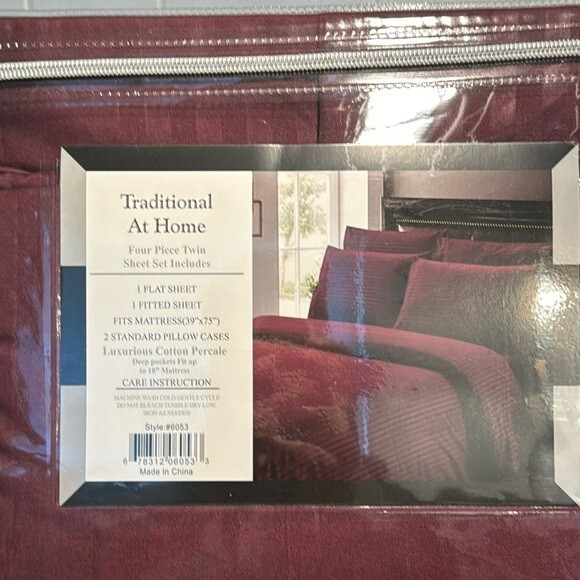 Traditional
At Home
Four Piece Twin
Sheet Set Includes
1 FLAT SHEET
1 FITTED SHEET
FITS MATTRESS(39"x75")
2 STANDARD PILLOW CASES
Luxurious Cotton Percale
Deep pockets Fit up
to 18" Mattress
CARE INSTRUCTION
MACHINE WASH COLD GENTLE CYCLE
DO NOT BLEACH TUMBLE DRY LOW.
IRON AS NEEDED
Style:#6053
6 78312 06053 3
Made in China